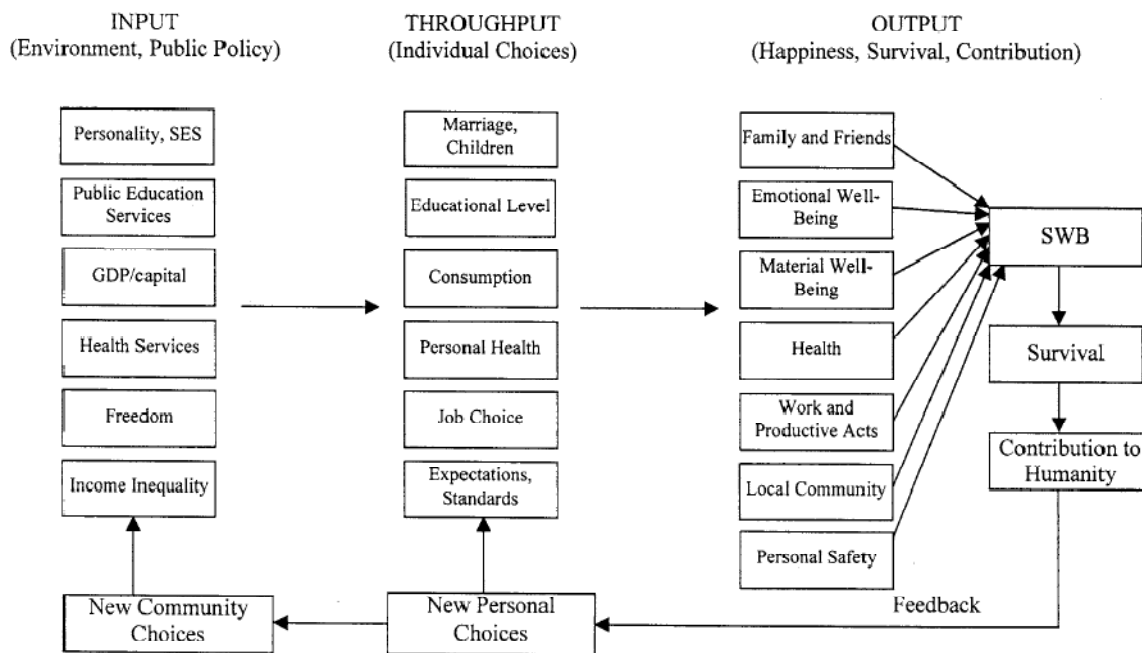 INPUT
(Environment, Public Policy)
THROUGHPUT
(Individual Choices)
OUTPUT
(Happiness, Survival, Contribution)
Personality, SES
Public Education
Services
GDP/capital
Health Services
Freedom
Income Inequality
New Community
Choices
Marriage,
Children
Educational Level
Consumption
Personal Health
Job Choice
Expectations,
Standards
New Personal
Choices
Family and Friends
Emotional Well-
Being
Material Well-
Being
Health
Work and
Productive Acts
Local Community
Personal Safety
SWB
Survival
Contribution to
Humanity
Feedback